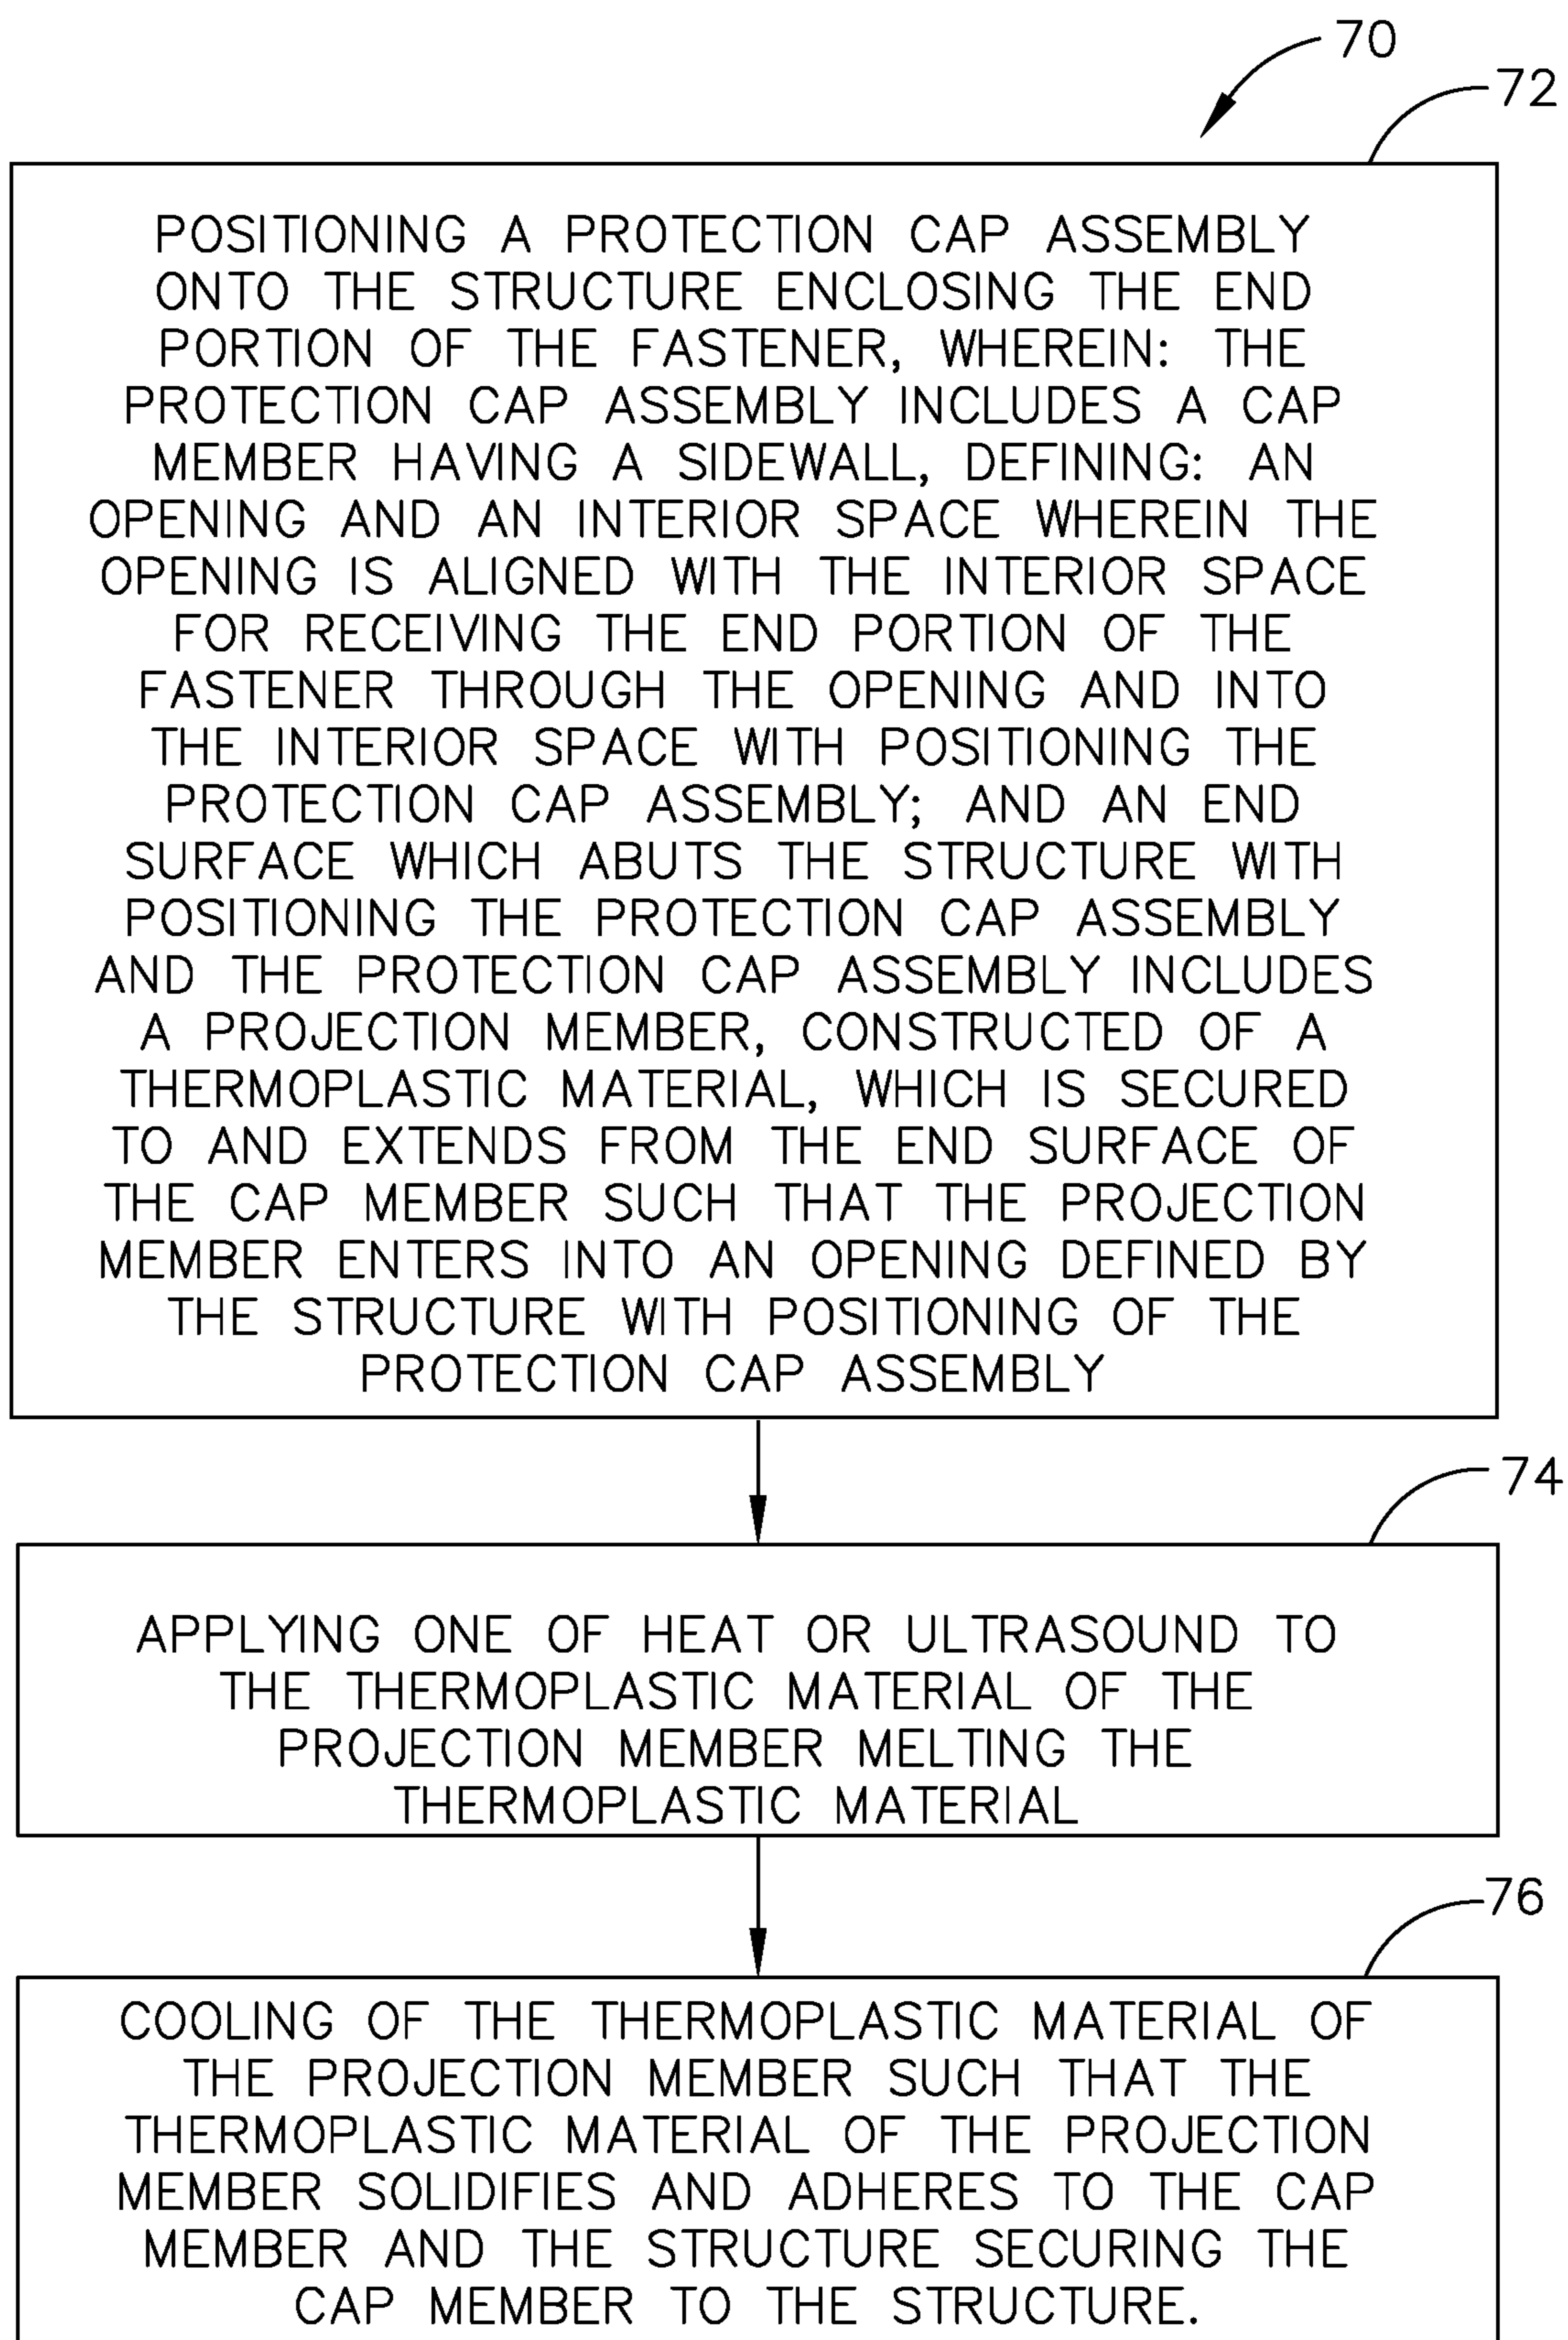 70
72
POSITIONING A PROTECTION CAP ASSEMBLY
ONTO THE STRUCTURE ENCLOSING THE END
PORTION OF THE FASTENER, WHEREIN: THE
PROTECTION CAP ASSEMBLY INCLUDES A CAP
MEMBER HAVING A SIDEWALL, DEFINING: AN
OPENING AND AN INTERIOR SPACE WHEREIN THE
OPENING IS ALIGNED WITH THE INTERIOR SPACE
FOR RECEIVING THE END PORTION OF THE
FASTENER THROUGH THE OPENING AND INTO
THE INTERIOR SPACE WITH POSITIONING THE
PROTECTION CAP ASSEMBLY; AND AN END
SURFACE WHICH ABUTS THE STRUCTURE WITH
POSITIONING THE PROTECTION CAP ASSEMBLY
AND THE PROTECTION CAP ASSEMBLY INCLUDES
A PROJECTION MEMBER, CONSTRUCTED OF A
THERMOPLASTIC MATERIAL, WHICH IS SECURED
TO AND EXTENDS FROM THE END SURFACE OF
THE CAP MEMBER SUCH THAT THE PROJECTION
MEMBER ENTERS INTO AN OPENING DEFINED BY
THE STRUCTURE WITH POSITIONING OF THE
PROTECTION CAP ASSEMBLY
74
APPLYING ONE OF HEAT OR ULTRASOUND TO
THE THERMOPLASTIC MATERIAL OF THE
PROJECTION MEMBER MELTING THE
THERMOPLASTIC MATERIAL
76
COOLING OF THE THERMOPLASTIC MATERIAL OF
THE PROJECTION MEMBER SUCH THAT THE
THERMOPLASTIC MATERIAL OF THE PROJECTION
MEMBER SOLIDIFIES AND ADHERES TO THE CAP
MEMBER AND THE STRUCTURE SECURING THE
CAP MEMBER TO THE STRUCTURE.